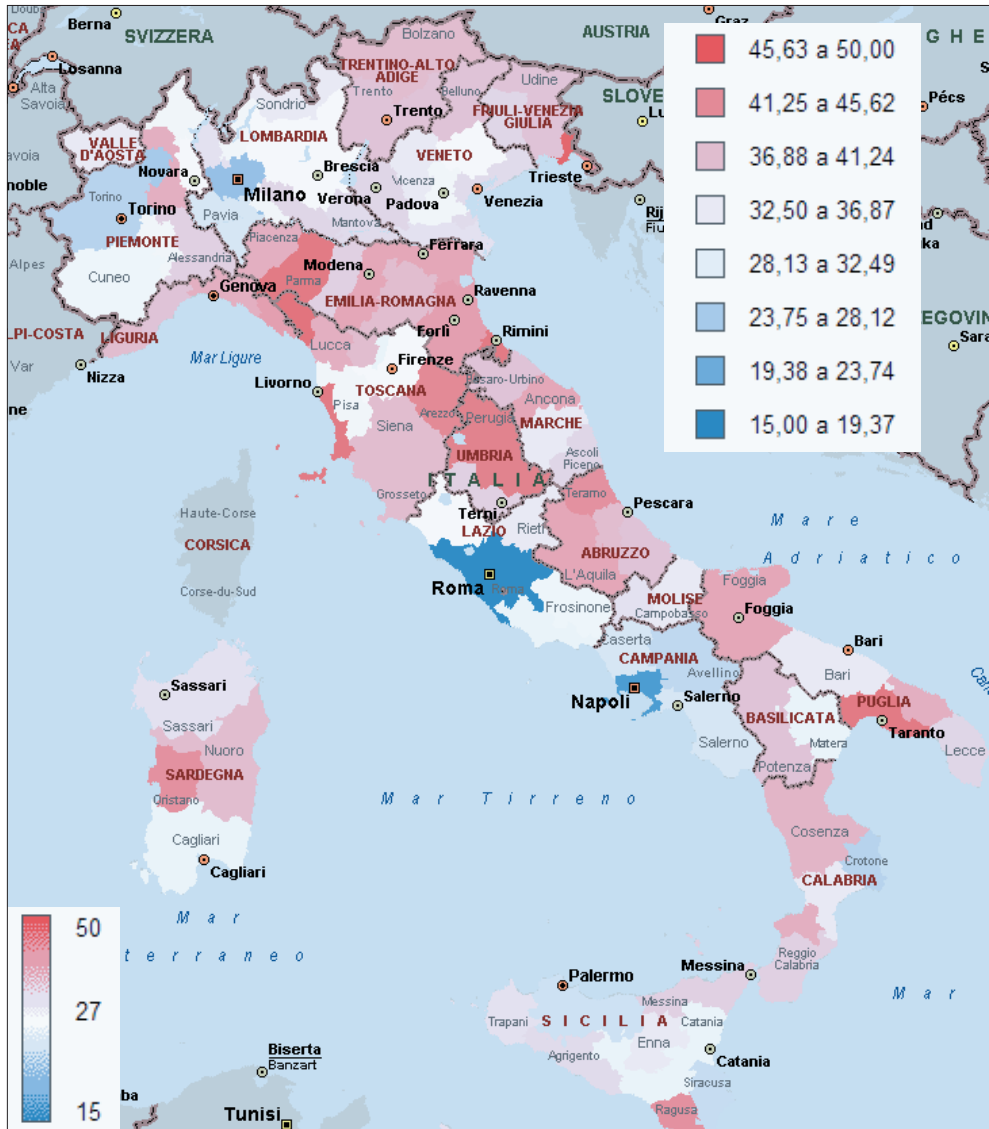 Berna
SVIZZERA
Losanna
Alta
Savoia
Bolzano
AUSTRIA
Graz
G H E
TRENTINO-ALTO
ADIGE
Trento
Belluno
Udine
FRIULI-VENEZIA
GIULIA
SLOVE
Trento
Sondrio
LOMBARDIA
VALLE
D'AOSTA
Novara
Milano
Brescia
VENETO
Vicenza
Verona
Padova
Venezia
Trieste
Pécs
noble
Torino
Torino
Pavia
Mantova
PIEMONTE
Alessandria
Piacenza
Ferrara
Alpes
Cuneo
Modena
Parma
Genova
EMILIA-ROMAGNA
Ravenna
LPI-COSTA
LIGURIA
Forlì
Rimini
Var
Nizza
Mar Ligure
Lucca
Firenze
Livorno
TOSCANA
Pisa
Arezzo
Siena
Pesaro-Urbino
Ancona
MARCHE
Perugia
UMBRIA
Ascoli
Piceno
I T A L I A
Grosseto
Terni
Teramo
Pescara
LAZIO
Rieti
ABRUZZO
L'Aquila
Haute-Corse
CORSICA
Corse-du-Sud
Roma
Roma
Frosinone
MOLISE
Campobasso
Foggia
Foggia
M a r e
A d r i a t i c o
Caserta
CAMPANIA
Avellino
Napoli
Salerno
Salerno
Bari
Bari
BASILICATA
Matera
Potenza
PUGLIA
Taranto
Lecce
Sassari
Sassari
Nuoro
SARDEGNA
Oristano
Cagliari
Cagliari
M a r T i r r e n o
Cosenza
Crotone
CALABRIA
Reggio
Calabria
M a r
t e r r a n e o
Palermo
Messina
Messina
Trapani
S I C I L I A
Catania
Catania
Enna
Agrigento
Siracusa
Ragusa
M a r
Biserta
Banzart
Tunisi
45,63 a 50,00
41,25 a 45,62
36,88 a 41,24
32,50 a 36,87
28,13 a 32,49
23,75 a 28,12
19,38 a 23,74
15,00 a 19,37
50
27
15